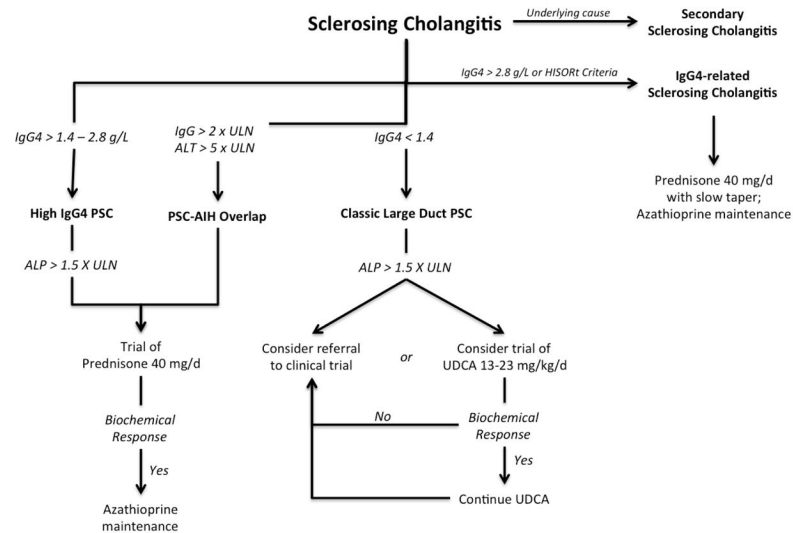 Sclerosing Cholangitis
Underlying cause
Secondary
Sclerosing Cholangitis
IgG4 > 2.8 g/L or HISORt Criteria
IgG4-related
Sclerosing Cholangitis
IgG4 > 1.4 – 2.8 g/L
IgG > 2 x ULN
ALT > 5 x ULN
IgG4 < 1.4
Prednisone 40 mg/d
with slow taper;
Azathioprine maintenance
High IgG4 PSC
PSC-AIH Overlap
Classic Large Duct PSC
ALP > 1.5 X ULN
ALP > 1.5 X ULN
Trial of
Prednisone 40 mg/d
Consider referral
to clinical trial
or
Consider trial of
UDCA 13-23 mg/kg/d
Biochemical
Response
No
Biochemical
Response
Yes
Yes
Azathioprine
maintenance
Continue UDCA